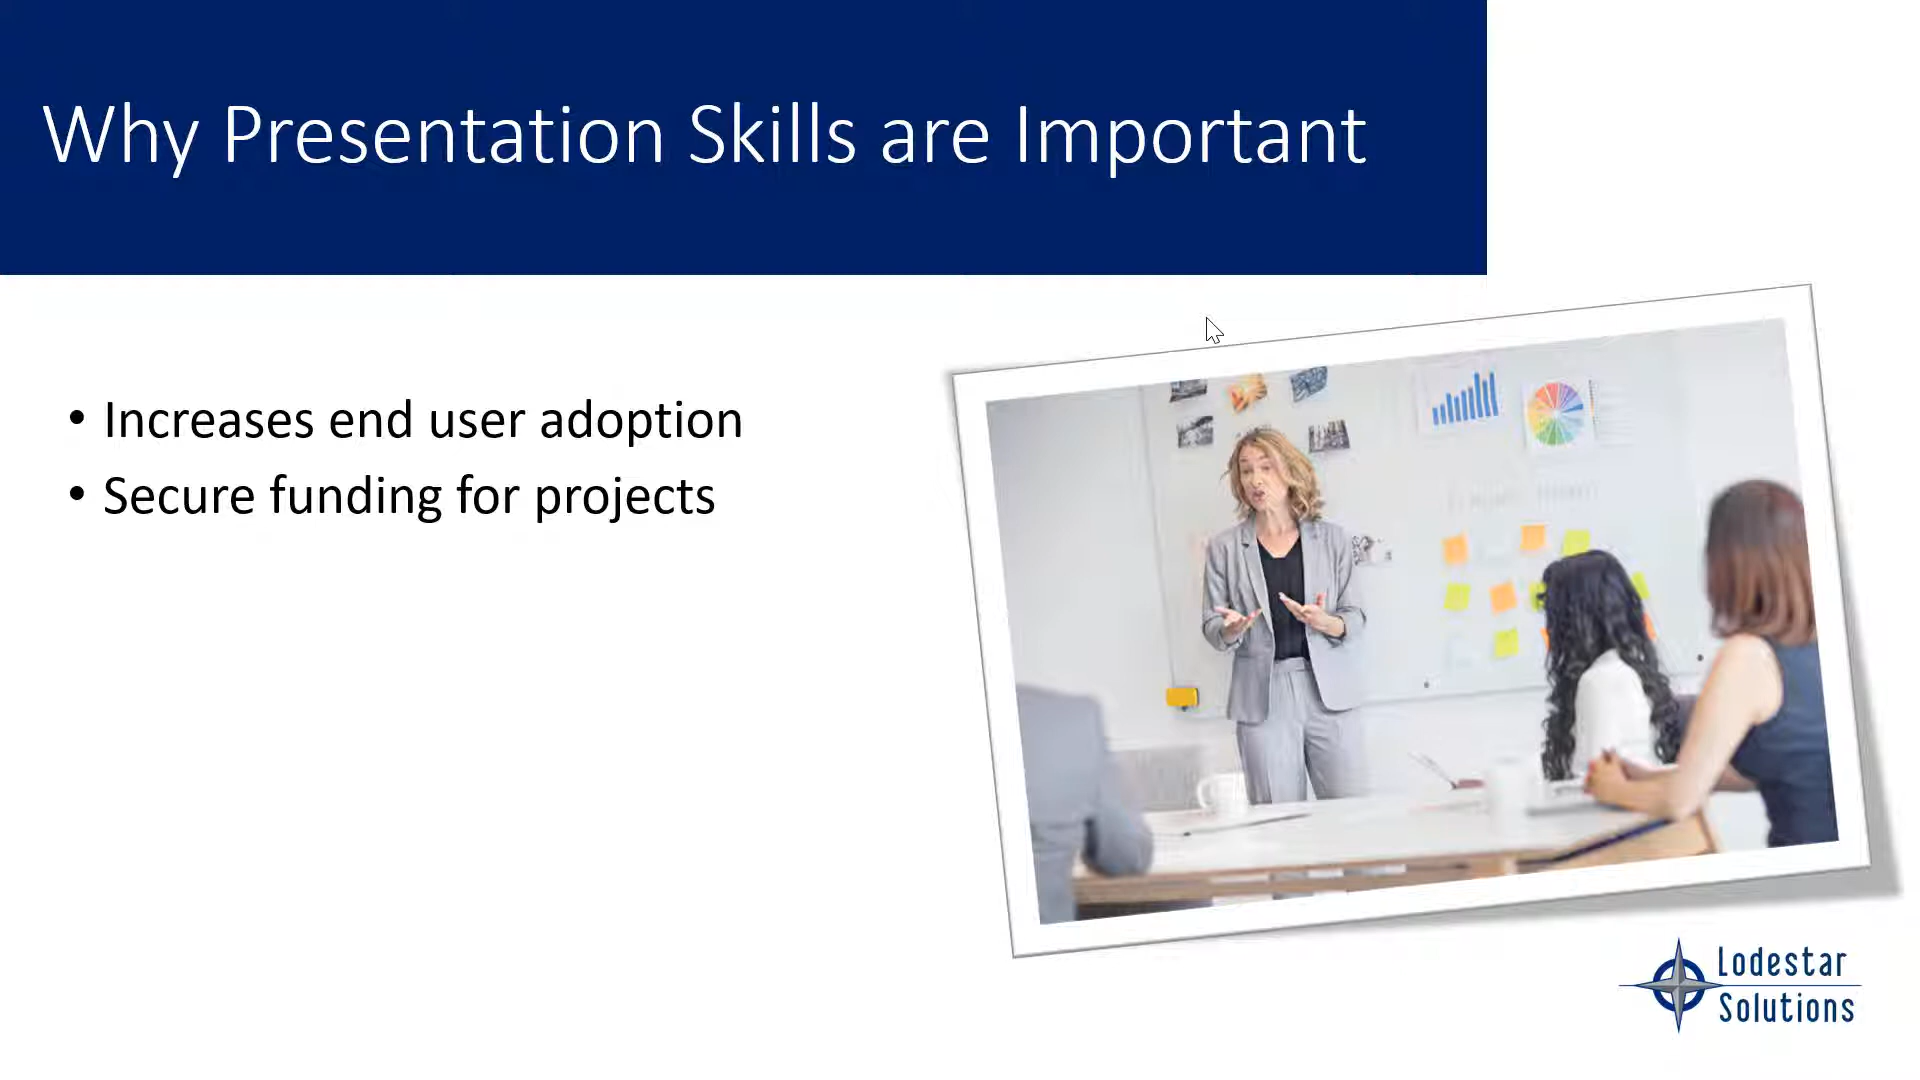 Why Presentation Skills are Important
• Increases end user adoption
• Secure funding for projects
Lodestar
Solutions